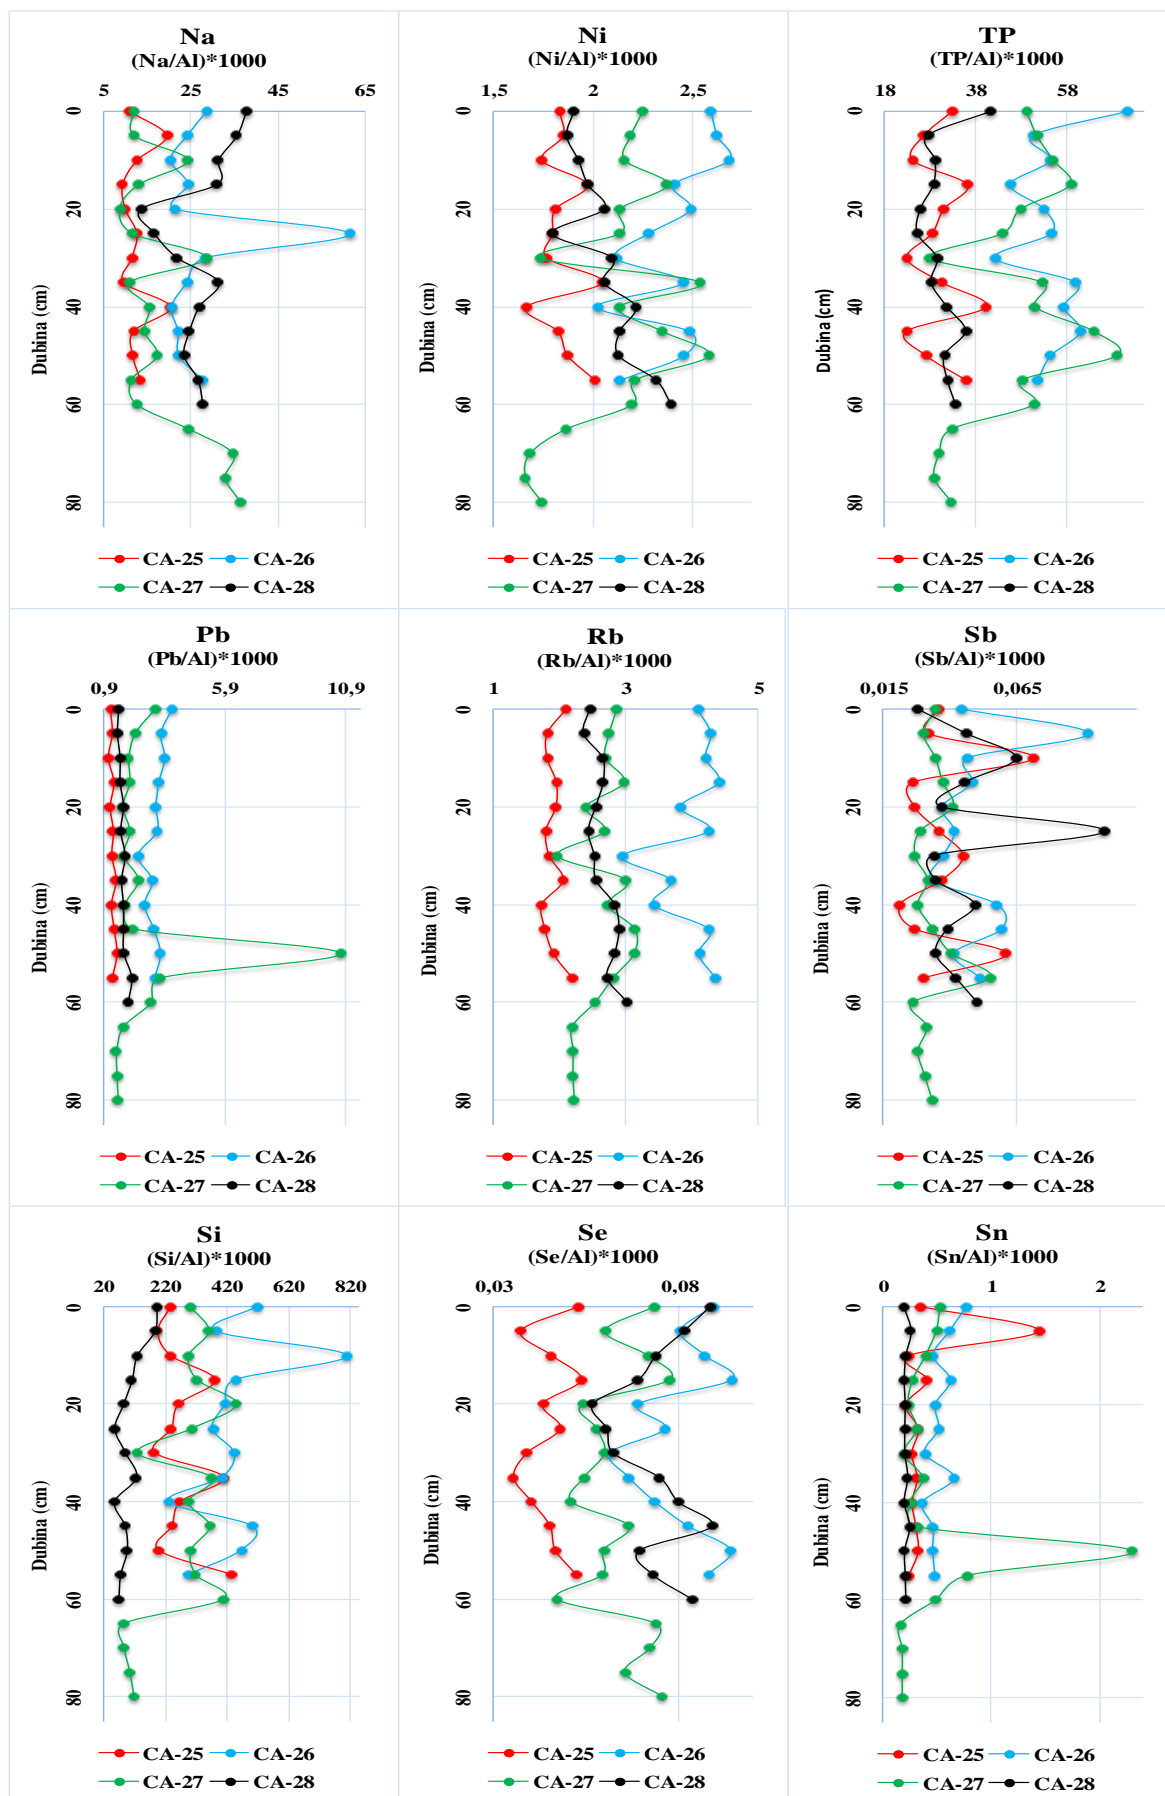 Na
(Na/Al)*1000
5 25 45 65
0
20
40
60
80
Dubina (cm)
CA-25 CA-26
CA-27 CA-28
Ni
(Ni/Al)*1000
1,5 2 2,5
0
20
40
60
80
Dubina (cm)
CA-25 CA-26
CA-27 CA-28
TP
(TP/Al)*1000
18 38 58
0
20
40
60
80
Dubina (cm)
CA-25 CA-26
CA-27 CA-28
Pb
(Pb/Al)*1000
0,9 5,9 10,9
0
20
40
60
80
Dubina (cm)
CA-25 CA-26
CA-27 CA-28
Rb
(Rb/Al)*1000
1 3 5
0
20
40
60
80
Dubina (cm)
CA-25 CA-26
CA-27 CA-28
Sb
(Sb/Al)*1000
0,015 0,065
0
20
40
60
80
Dubina (cm)
CA-25 CA-26
CA-27 CA-28
Si
(Si/Al)*1000
20 220 420 620 820
0
20
40
60
80
Dubina (cm)
CA-25 CA-26
CA-27 CA-28
Se
(Se/Al)*1000
0,03 0,08
0
20
40
60
80
Dubina (cm)
CA-25 CA-26
CA-27 CA-28
Sn
(Sn/Al)*1000
0 1 2
0
20
40
60
80
Dubina (cm)
CA-25 CA-26
CA-27 CA-28